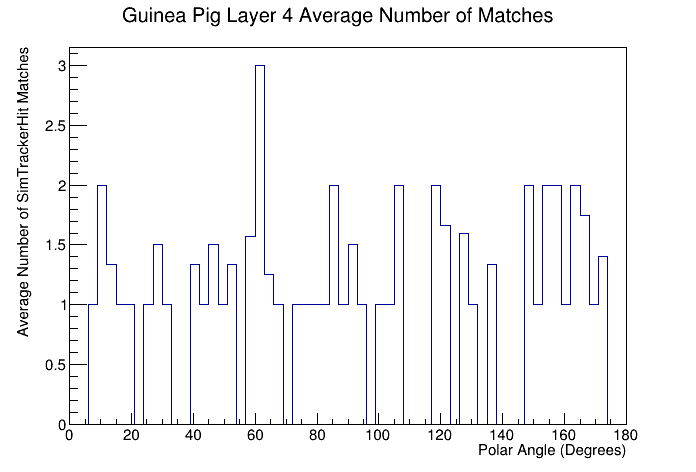 Guinea Pig Layer 4 Average Number of Matches
Average Number of SimTrackerHit Matches
3
2.5
2
1.5
1
0.5
0
0 20 40 60 80 100 120 140 160 180
Polar Angle (Degrees)